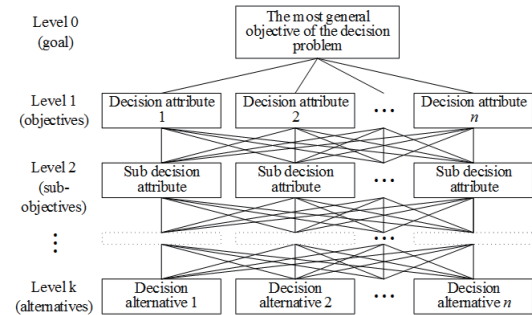 Level 0
(goal)
The most general
objective of the decision
problem
Level 1
(objectives)
Decision attribute
1
Decision attribute
2
...
Decision attribute
n
Level 2
(sub-
objectives)
Sub decision
attribute
Sub decision
attribute
...
Sub decision
attribute
...
...
Level k
(alternatives)
Decision
alternative 1
Decision
alternative 2
...
Decision
alternative n